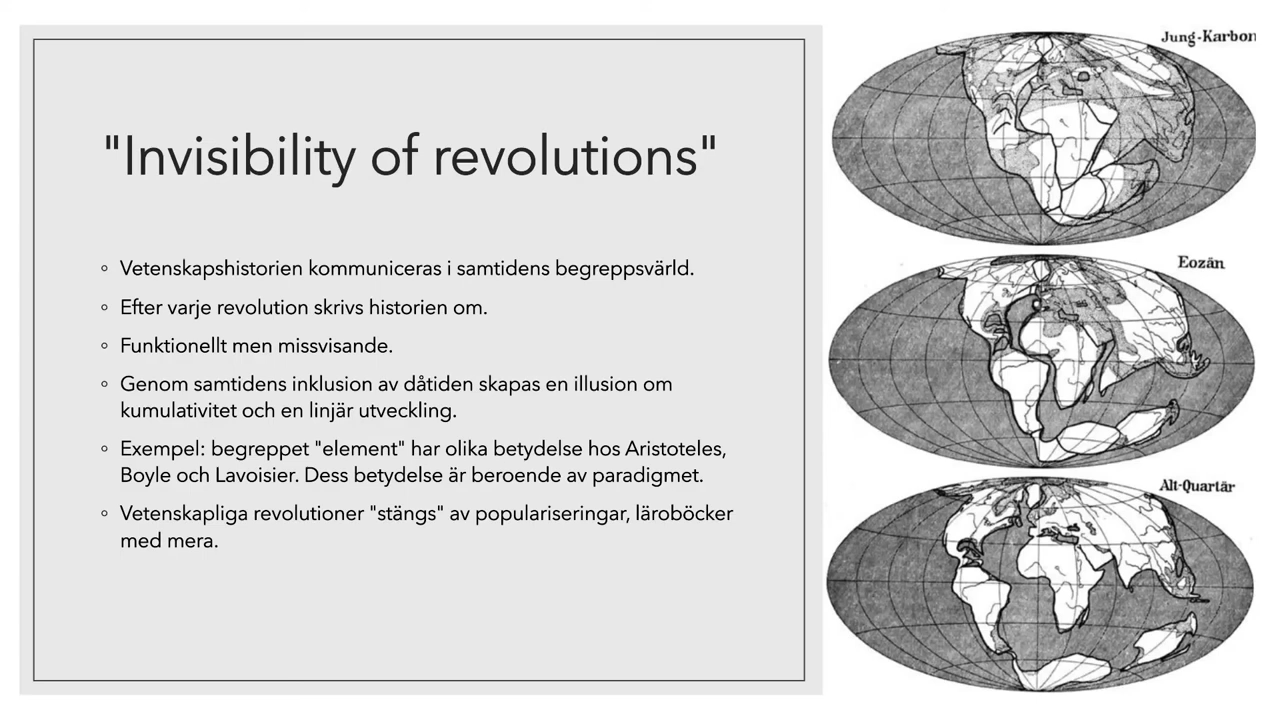 "Invisibility of revolutions"
◦ Vetenskapshistorien kommuniceras i samtidens begreppsvärld.
◦ Efter varje revolution skrivs historien om.
◦ Funktionellt men missvisande.
◦ Genom samtidens inklusion av dåtiden skapas en illusion om
kumulativitet och en linjär utveckling.
◦ Exempel: begreppet "element" har olika betydelse hos Aristoteles,
Boyle och Lavoisier. Dess betydelse är beroende av paradigmet.
◦ Vetenskapliga revolutioner "stängs" av populariseringar, läroböcker
med mera.
Jung-Karbon
Eozän
Alt-Quartär